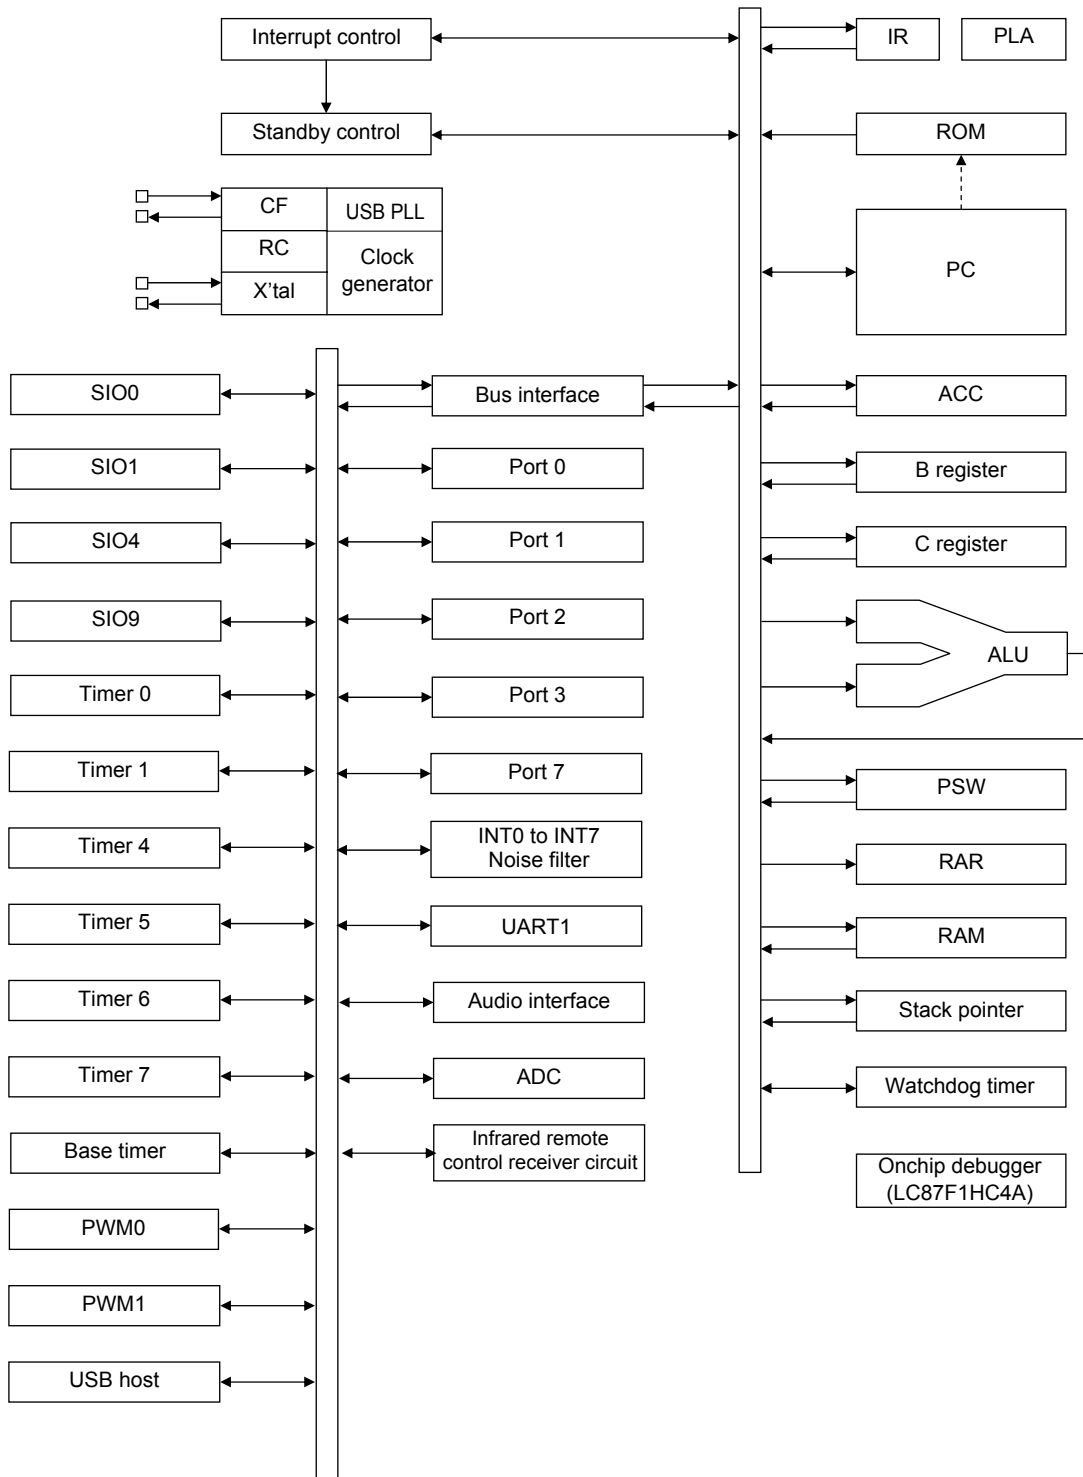 Interrupt control
IR
PLA
Standby control
ROM
CF
USB PLL
RC
Clock
generator
X'tal
PC
SIO0
Bus interface
ACC
SIO1
Port 0
B register
SIO4
Port 1
C register
SIO9
Port 2
ALU
Timer 0
Port 3
Timer 1
Port 7
PSW
Timer 4
INT0 to INT7
Noise filter
RAR
Timer 5
UART1
RAM
Timer 6
Audio interface
Stack pointer
Timer 7
ADC
Watchdog timer
Base timer
Infrared remote
control receiver circuit
Onchip debugger
(LC87F1HC4A)
PWM0
PWM1
USB host